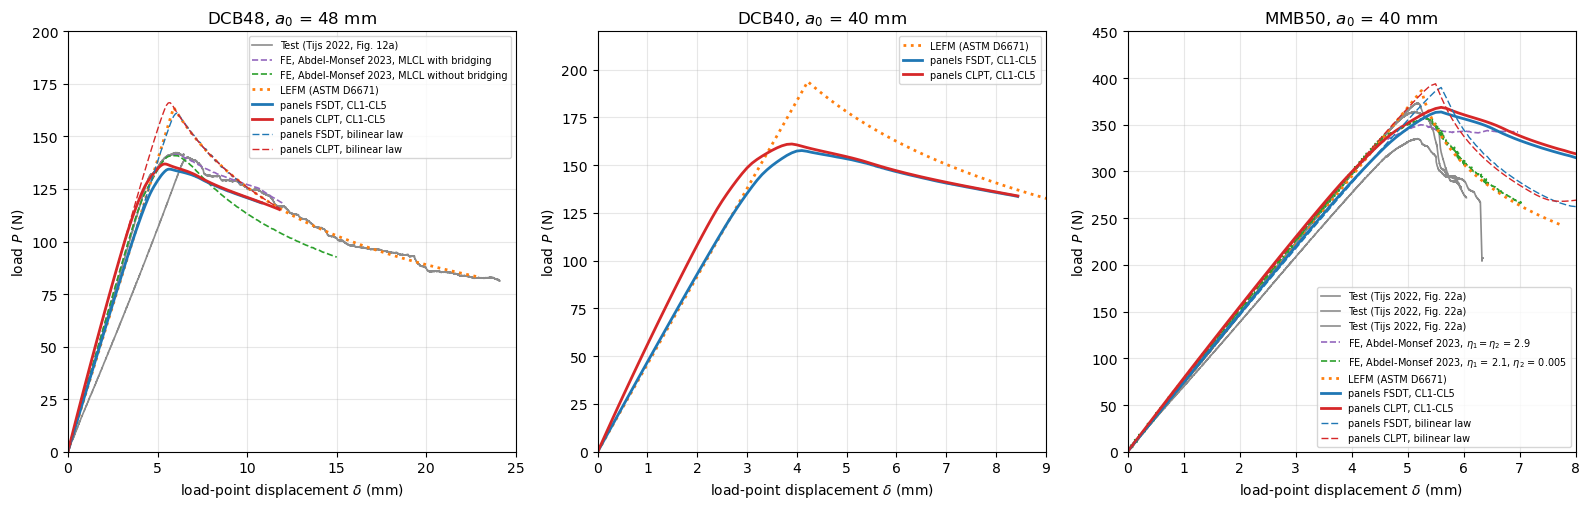 DCB48, a₀ = 48 mm
200
175
150
125
100
75
50
25
0
load P (N)
0 5 10 15 20 25
load-point displacement δ (mm)
Test (Tijs 2022, Fig. 12a)
FE, Abdel-Monsef 2023, MLCL with bridging
FE, Abdel-Monsef 2023, MLCL without bridging
LEFM (ASTM D6671)
panels FSDT, CL1-CL5
panels CLPT, CL1-CL5
panels FSDT, bilinear law
panels CLPT, bilinear law
DCB40, a₀ = 40 mm
200
175
150
125
100
75
50
25
0
load P (N)
0 1 2 3 4 5 6 7 8 9
load-point displacement δ (mm)
LEFM (ASTM D6671)
panels FSDT, CL1-CL5
panels CLPT, CL1-CL5
MMB50, a₀ = 40 mm
450
400
350
300
250
200
150
100
50
0
load P (N)
0 1 2 3 4 5 6 7 8
load-point displacement δ (mm)
Test (Tijs 2022, Fig. 22a)
Test (Tijs 2022, Fig. 22a)
Test (Tijs 2022, Fig. 22a)
FE, Abdel-Monsef 2023, η₁ = η₂ = 2.9
FE, Abdel-Monsef 2023, η₁ = 2.1, η₂ = 0.005
LEFM (ASTM D6671)
panels FSDT, CL1-CL5
panels CLPT, CL1-CL5
panels FSDT, bilinear law
panels CLPT, bilinear law